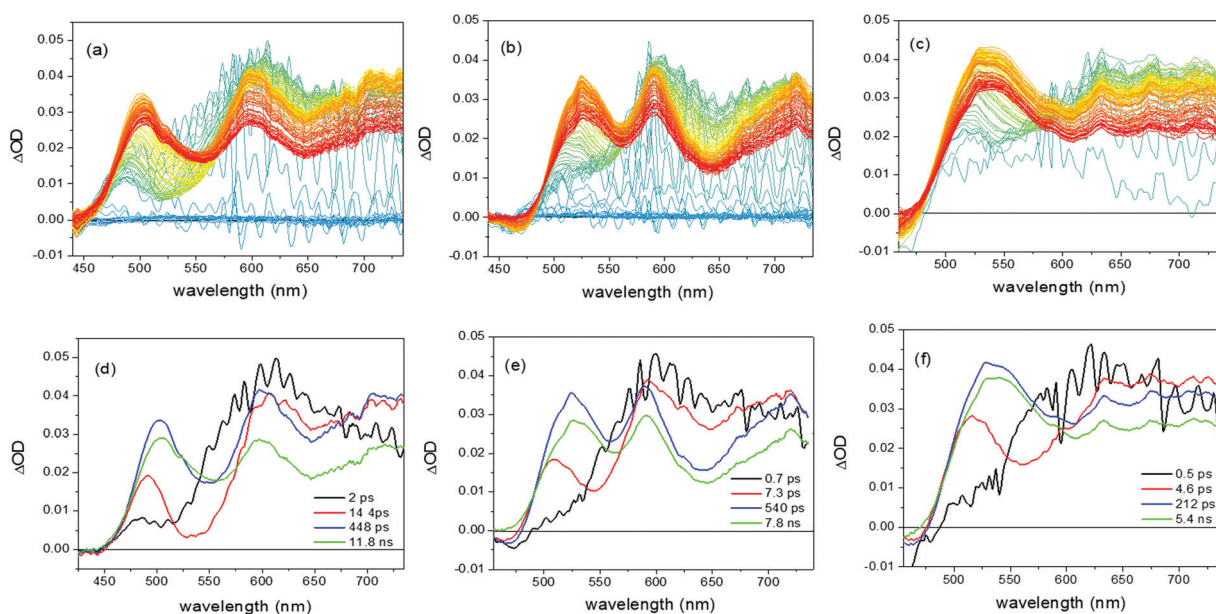 (a)
ΔOD
0.05
0.04
0.03
0.02
0.01
0.00
-0.01
450 500 550 600 650 700
wavelength (nm)
(b)
ΔOD
0.05
0.04
0.03
0.02
0.01
0.00
-0.01
450 500 550 600 650 700
wavelength (nm)
(c)
ΔOD
0.05
0.04
0.03
0.02
0.01
0.00
-0.01
500 550 600 650 700
wavelength (nm)
(d)
ΔOD
0.05
0.04
0.03
0.02
0.01
0.00
450 500 550 600 650 700
2 ps
14 4ps
448 ps
11.8 ns
wavelength (nm)
(e)
ΔOD
0.05
0.04
0.03
0.02
0.01
0.00
-0.01
450 500 550 600 650 700
0.7 ps
7.3 ps
540 ps
7.8 ns
wavelength (nm)
(f)
ΔOD
0.05
0.04
0.03
0.02
0.01
0.00
-0.01
500 550 600 650 700
0.5 ps
4.6 ps
212 ps
5.4 ns
wavelength (nm)